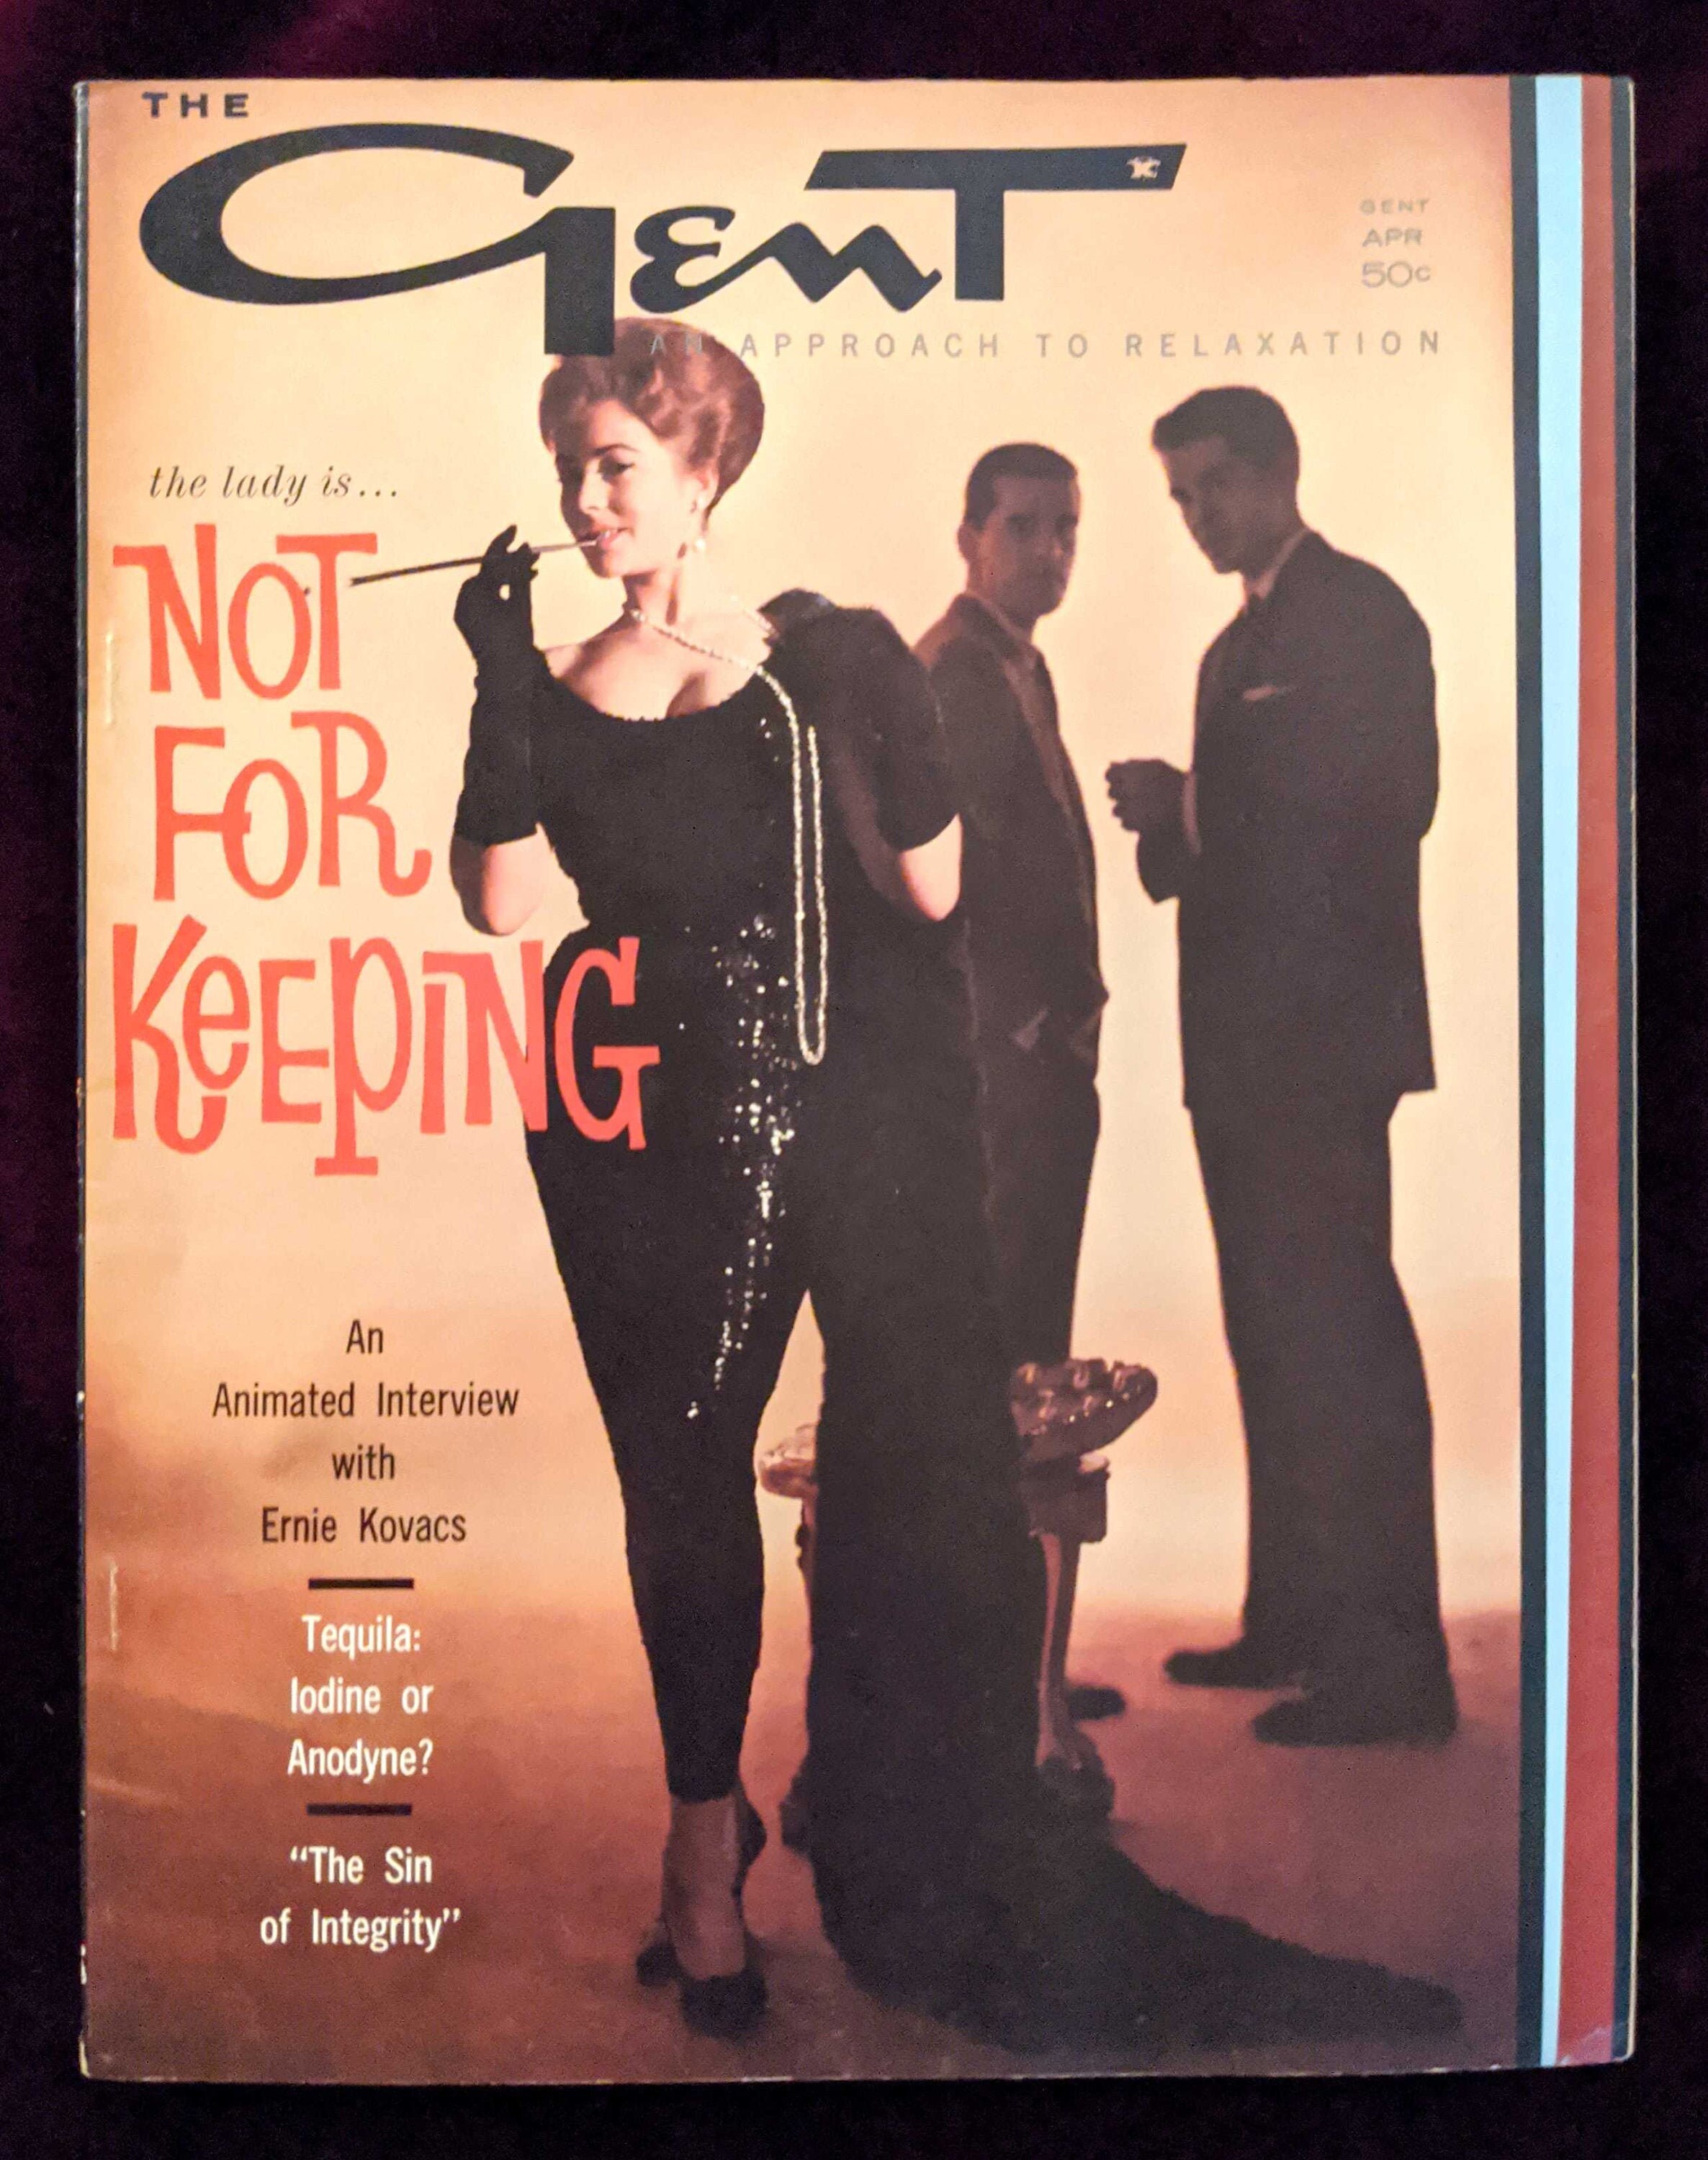 THE
GenT
GENT
APR
50c
AN APPROACH TO RELAXATION
the lady is...
NOT
FOR
KeEpING
An
Animated Interview
with
Ernie Kovacs
Tequila:
Iodine or
Anodyne?
“The Sin
of Integrity”